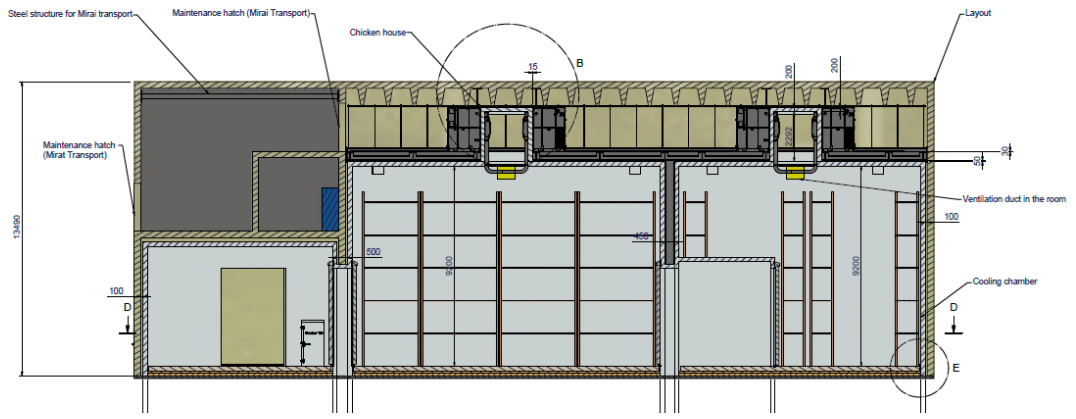 Steel structure for Mirai transport
Maintenance hatch (Mirai Transport)
Layout
Chicken house
B
15
200
200
2292
Maintenance hatch
(Mirat Transport)
30
50
13490
Ventilation duct in the room
100
450
500
9200
9200
Cooling chamber
100
D
D
E